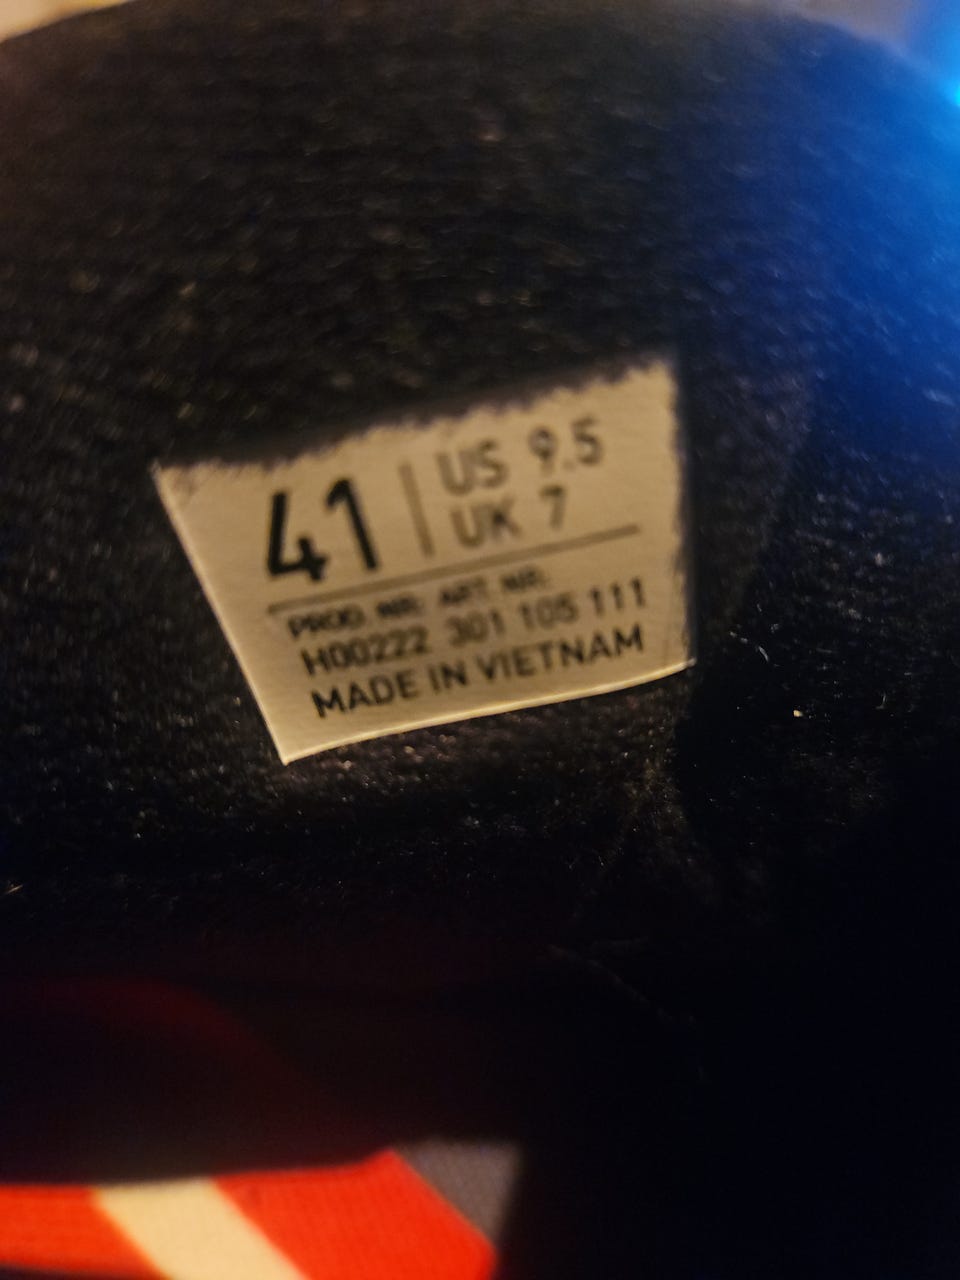 41 | US 9.5
UK 7
PROD. NR: ART. NR:
H00222 301 105 111
MADE IN VIETNAM